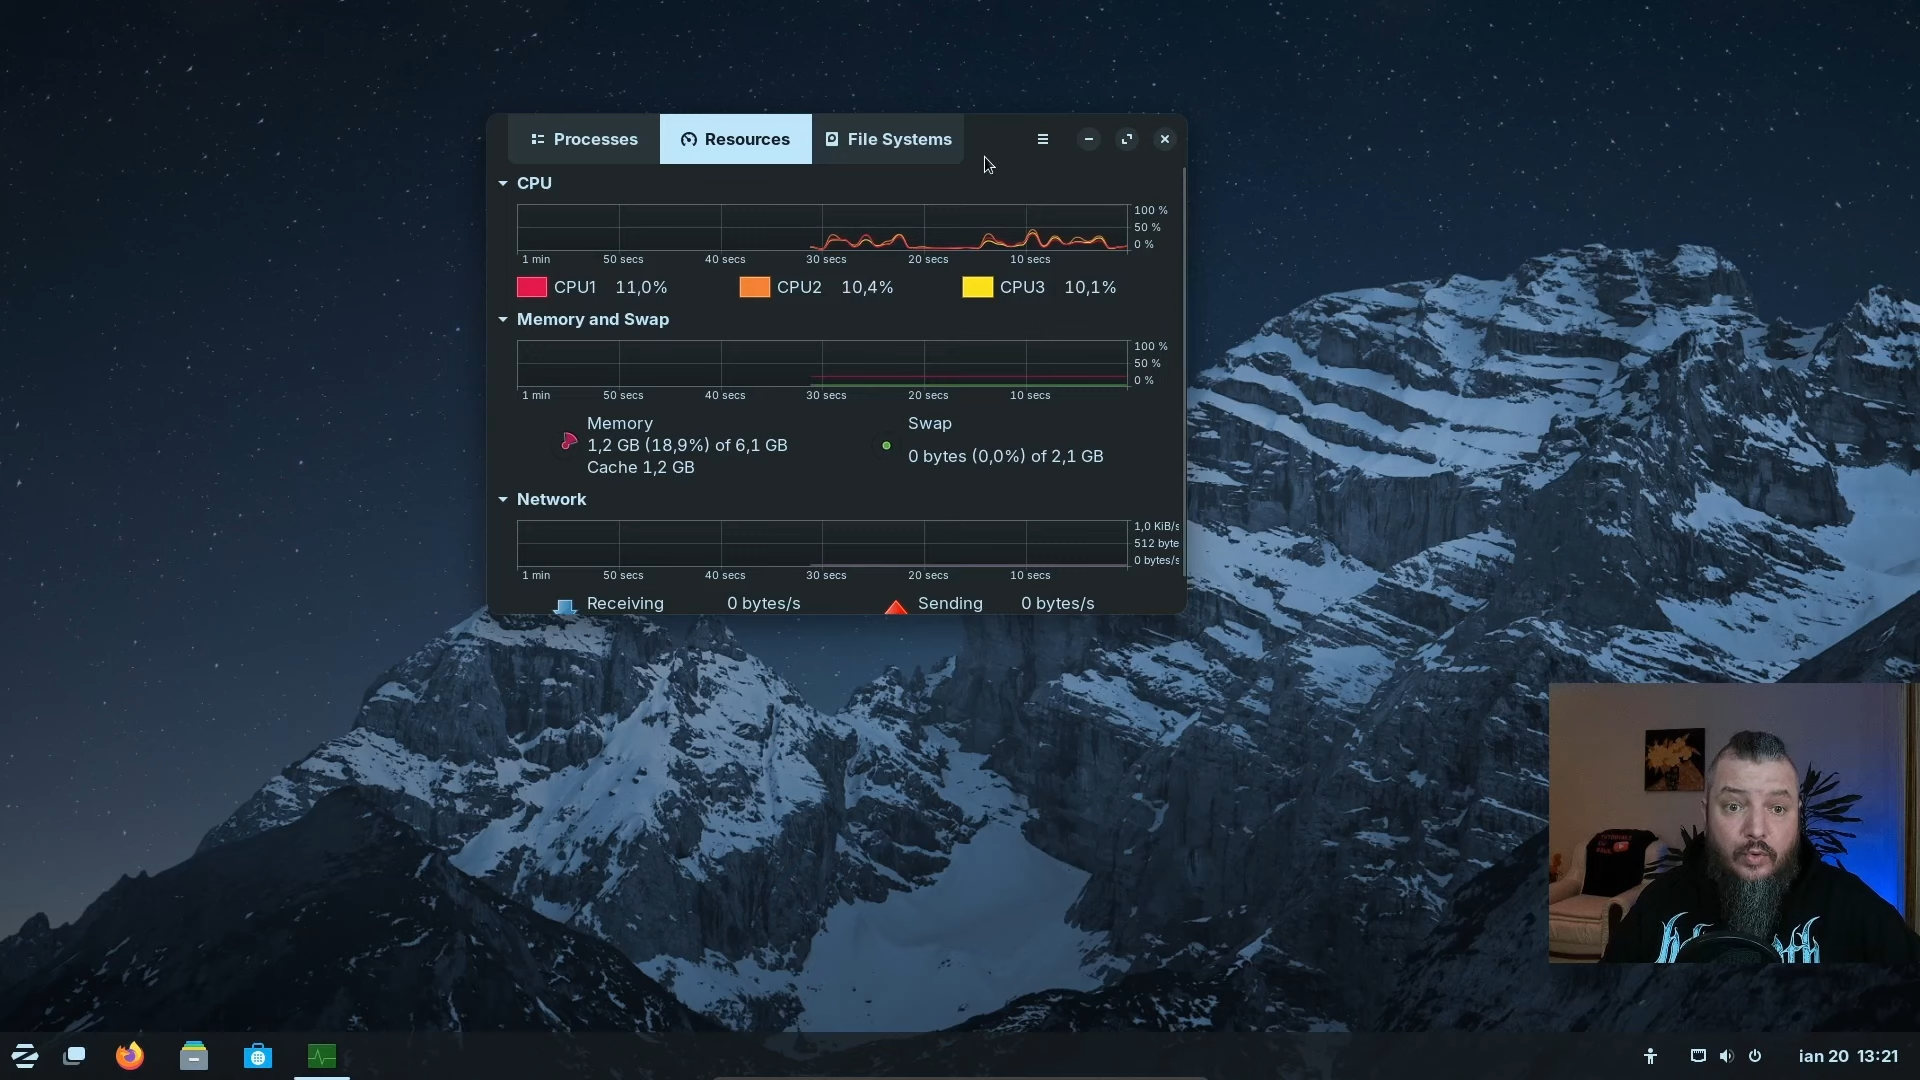 Processes Resources File Systems
CPU
100 %
50 %
0 %
1 min 50 secs 40 secs 30 secs 20 secs 10 secs
CPU1 11,0% CPU2 10,4% CPU3 10,1%
Memory and Swap
100 %
50 %
0 %
1 min 50 secs 40 secs 30 secs 20 secs 10 secs
Memory
1,2 GB (18,9%) of 6,1 GB
Cache 1,2 GB
Swap
0 bytes (0,0%) of 2,1 GB
Network
1,0 KiB/s
512 byte
0 bytes/s
1 min 50 secs 40 secs 30 secs 20 secs 10 secs
Receiving 0 bytes/s Sending 0 bytes/s
ian 20 13:21